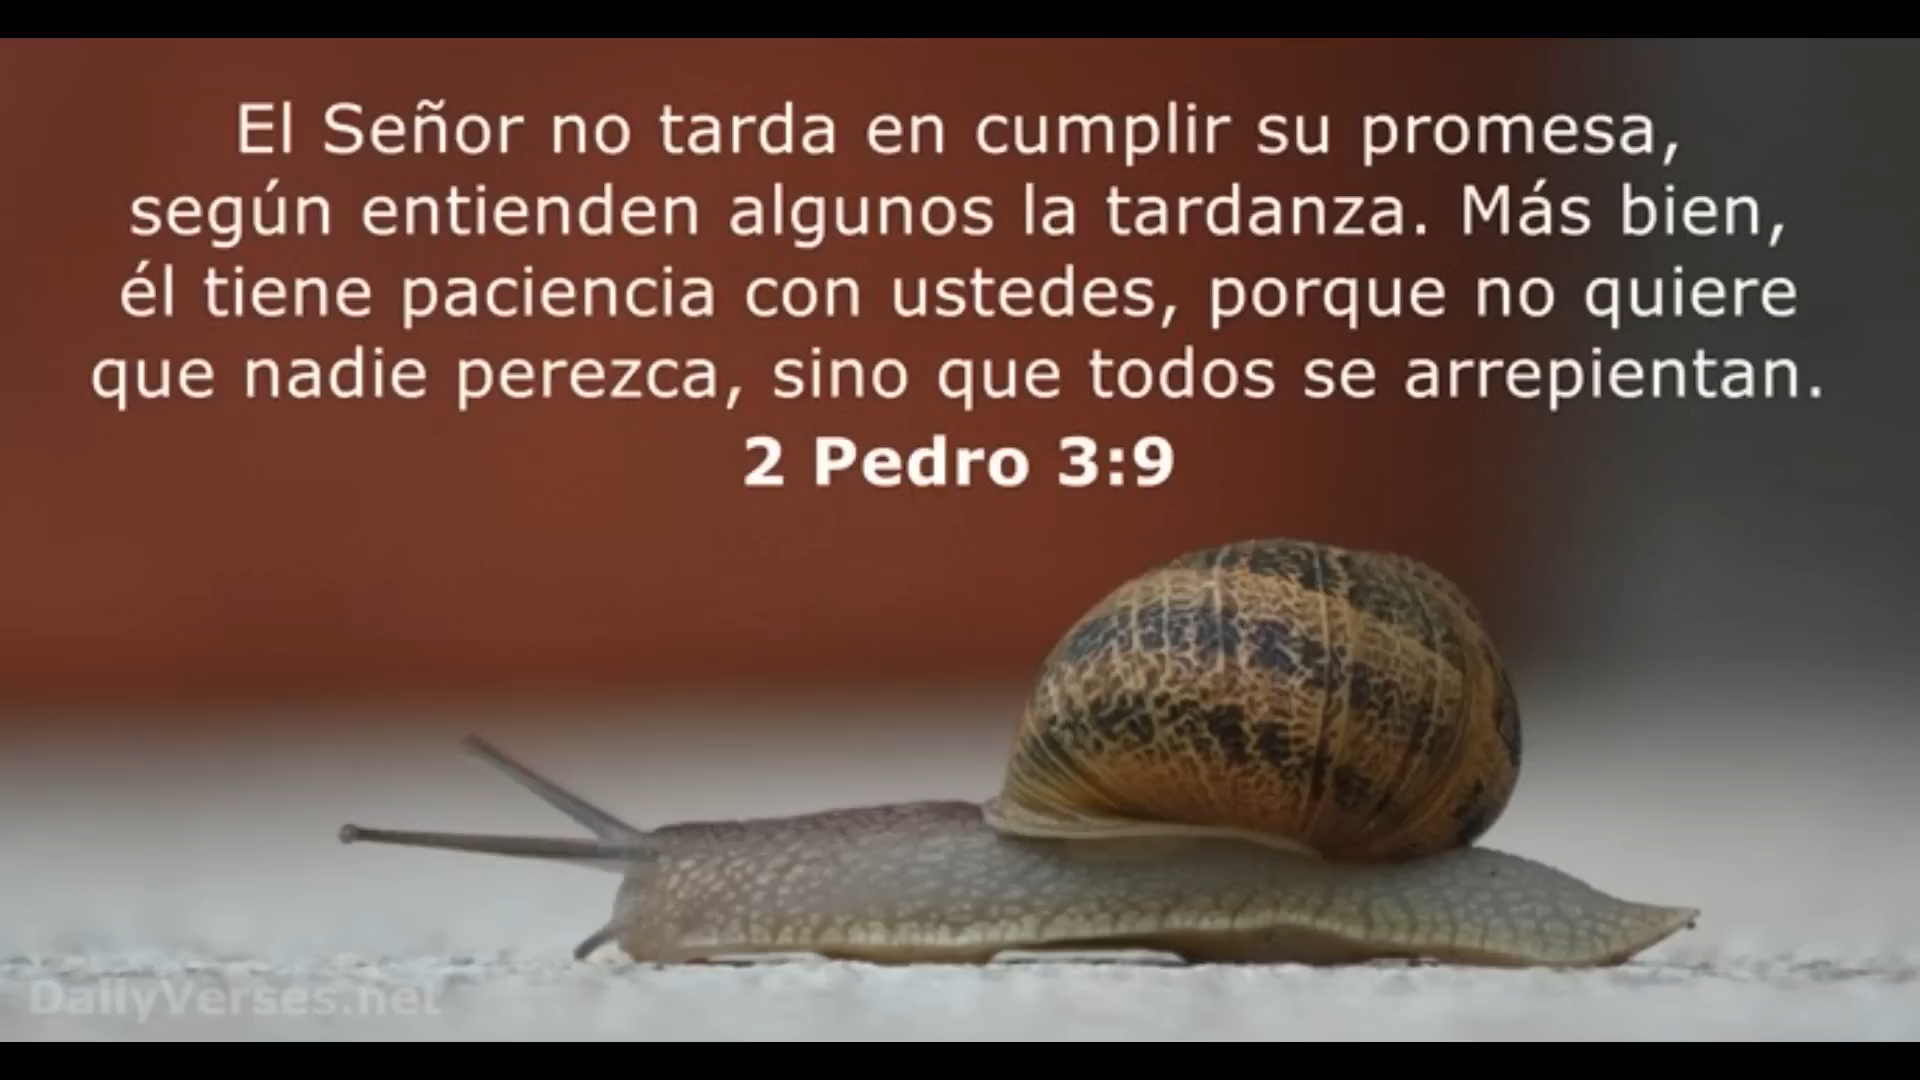 El Señor no tarda en cumplir su promesa,
según entienden algunos la tardanza. Más bien,
él tiene paciencia con ustedes, porque no quiere
que nadie perezca, sino que todos se arrepientan.
2 Pedro 3:9
DailyVerses.net